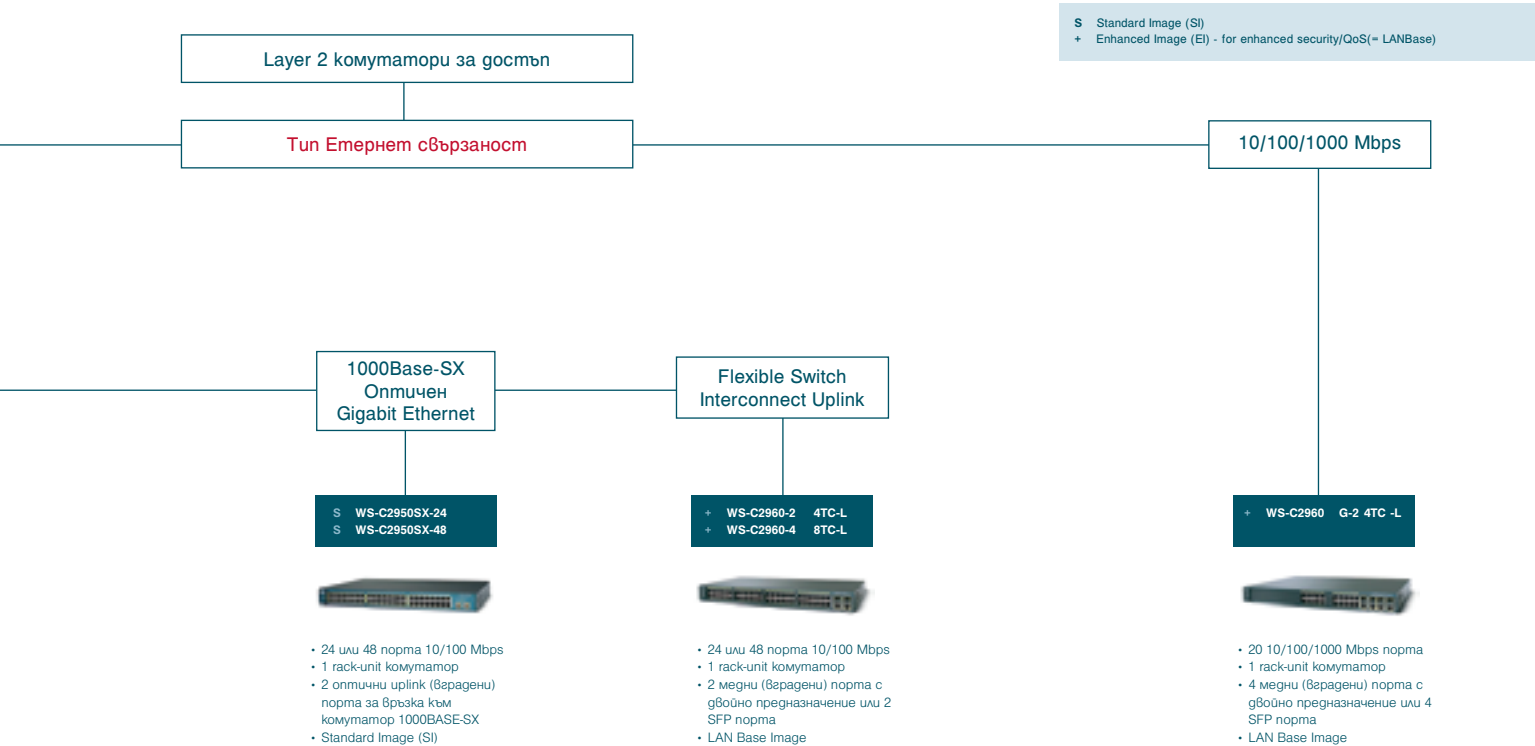 S Standard Image (SI)
+ Enhanced Image (EI) - for enhanced security/QoS(= LANBase)
Layer 2 комутатори за достъп
Тип Етернет свързаност
10/100/1000 Mbps
1000Base-SX
Оптичен
Gigabit Ethernet
Flexible Switch
Interconnect Uplink
S WS-C2950SX-24
S WS-C2950SX-48
+ WS-C2960-2 4TC-L
+ WS-C2960-4 8TC-L
+ WS-C2960 G-2 4TC -L
• 24 или 48 порта 10/100 Mbps
• 1 rack-unit комутатор
• 2 оптични uplink (вградени)
порта за връзка към
комутатор 1000BASE-SX
• Standard Image (SI)
• 24 или 48 порта 10/100 Mbps
• 1 rack-unit комутатор
• 2 медни (вградени) порта с
двойно предназначение или 2
SFP порта
• LAN Base Image
• 20 10/100/1000 Mbps порта
• 1 rack-unit комутатор
• 4 медни (вградени) порта с
двойно предназначение или 4
SFP порта
• LAN Base Image